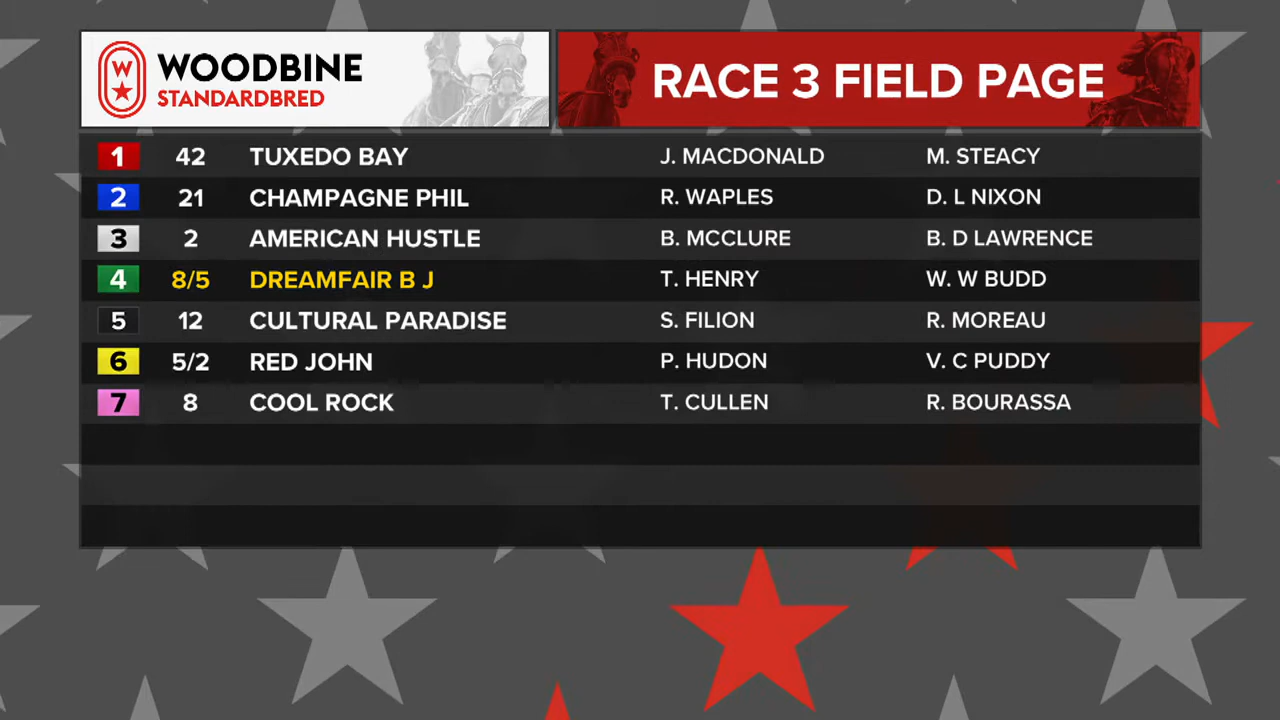 W WOODBINE
STANDARDBRED
RACE 3 FIELD PAGE
1 42 TUXEDO BAY J. MACDONALD M. STEACY
2 21 CHAMPAGNE PHIL R. WAPLES D. L NIXON
3 2 AMERICAN HUSTLE B. MCCLURE B. D LAWRENCE
4 8/5 DREAMFAIR B J T. HENRY W. W BUDD
5 12 CULTURAL PARADISE S. FILION R. MOREAU
6 5/2 RED JOHN P. HUDON V. C PUDDY
7 8 COOL ROCK T. CULLEN R. BOURASSA